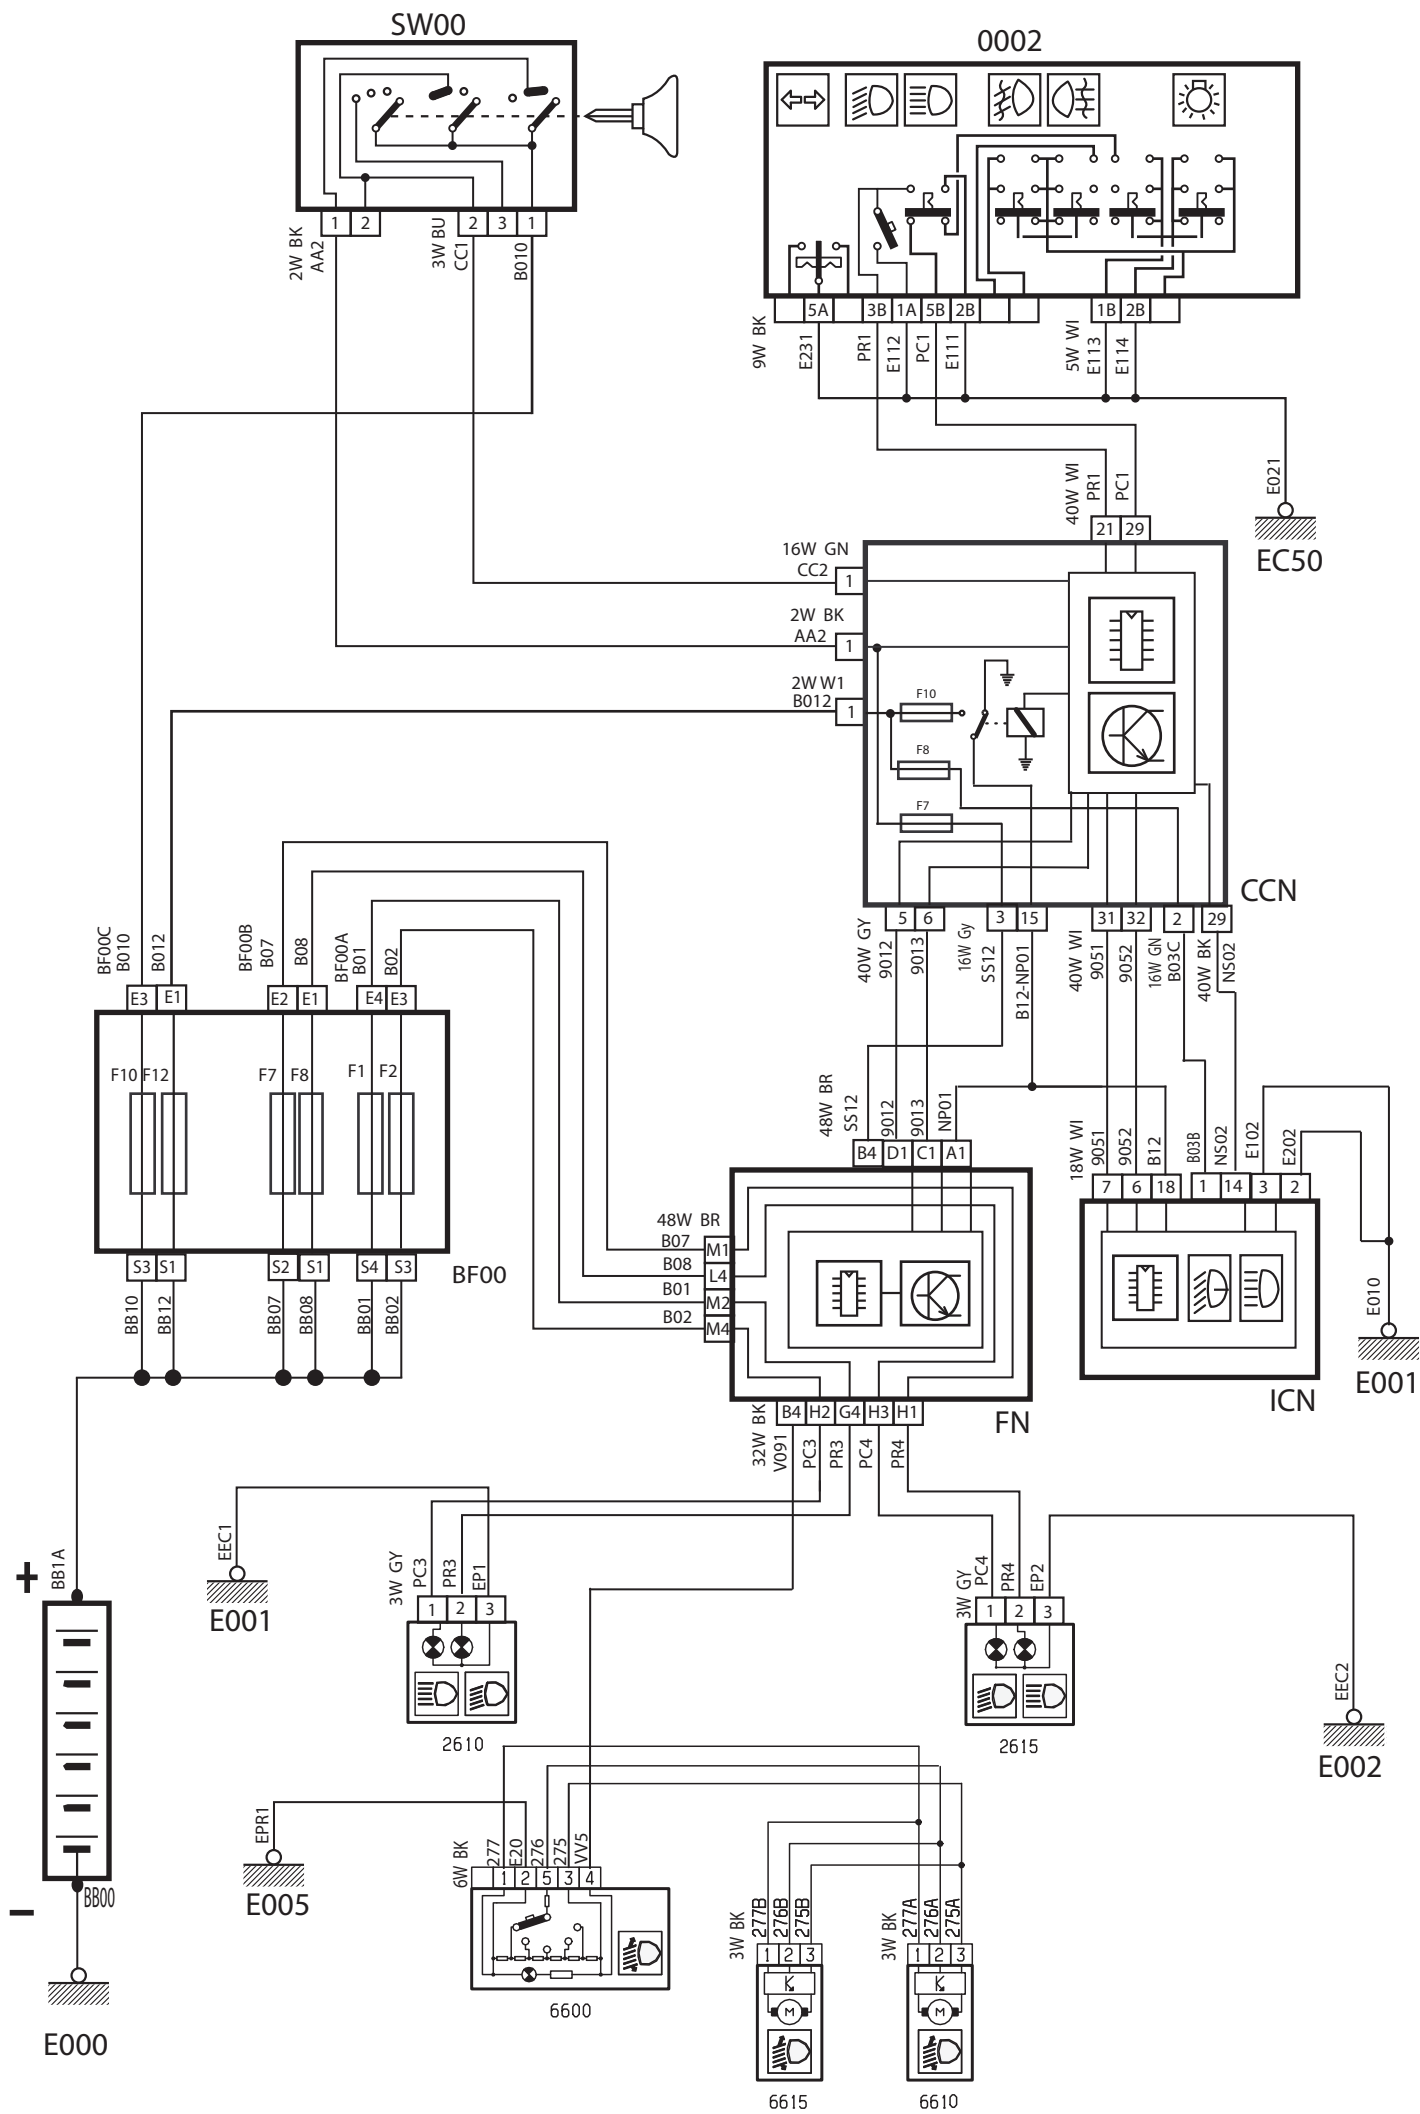 SW00
0002
1 2 2 3 1
2W BK
AA2
3W BU
CC1
B010
5A 3B 1A 5B 2B 1B 2B
9W BK
E231
PR1
E112
PC1
E111
5W WI
E113
E114
40W WI
PR1
PC1
E021
EC50
21 29
16W GN
CC2
1
2W BK
AA2
1
2W W1
B012
1
F10
F8
F7
CCN
5 6 3 15 31 32 2 29
40W GY
9012
9013
16W Gy
SS12
B12-NP01
40W WI
9051
9052
16W GN
B03C
40W BK
NS02
BF00C
B010
B012
BF00B
B07
B08
BF00A
B01
B02
E3 E1 E2 E1 E4 E3
F10 F12 F7 F8 F1 F2
S3 S1 S2 S1 S4 S3
BF00
BB10
BB12
BB07
BB08
BB01
BB02
48W BR
SS12
9012
9013
NP01
B4 D1 C1 A1
18W WI
9051
9052
B12
B03B
NS02
E102
E202
7 6 18 1 14 3 2
48W BR
B07
M1
B08
L4
B01
M2
B02
M4
E010
E001
ICN
B4 H2 G4 H3 H1
FN
32W BK
V091
PC3
PR3
PC4
PR4
EEC1
E001
3W GY
PC3
PR3
EP1
1 2 3
2610
3W GY
PC4
PR4
EP2
1 2 3
2615
EEC2
E002
+
BB1A
–
BB00
E000
EPR1
E005
6W BK
277
E20
276
275
VV5
1 2 5 3 4
6600
3W BK
277B
276B
275B
1 2 3
K
M
6615
3W BK
277A
276A
275A
1 2 3
K
M
6610